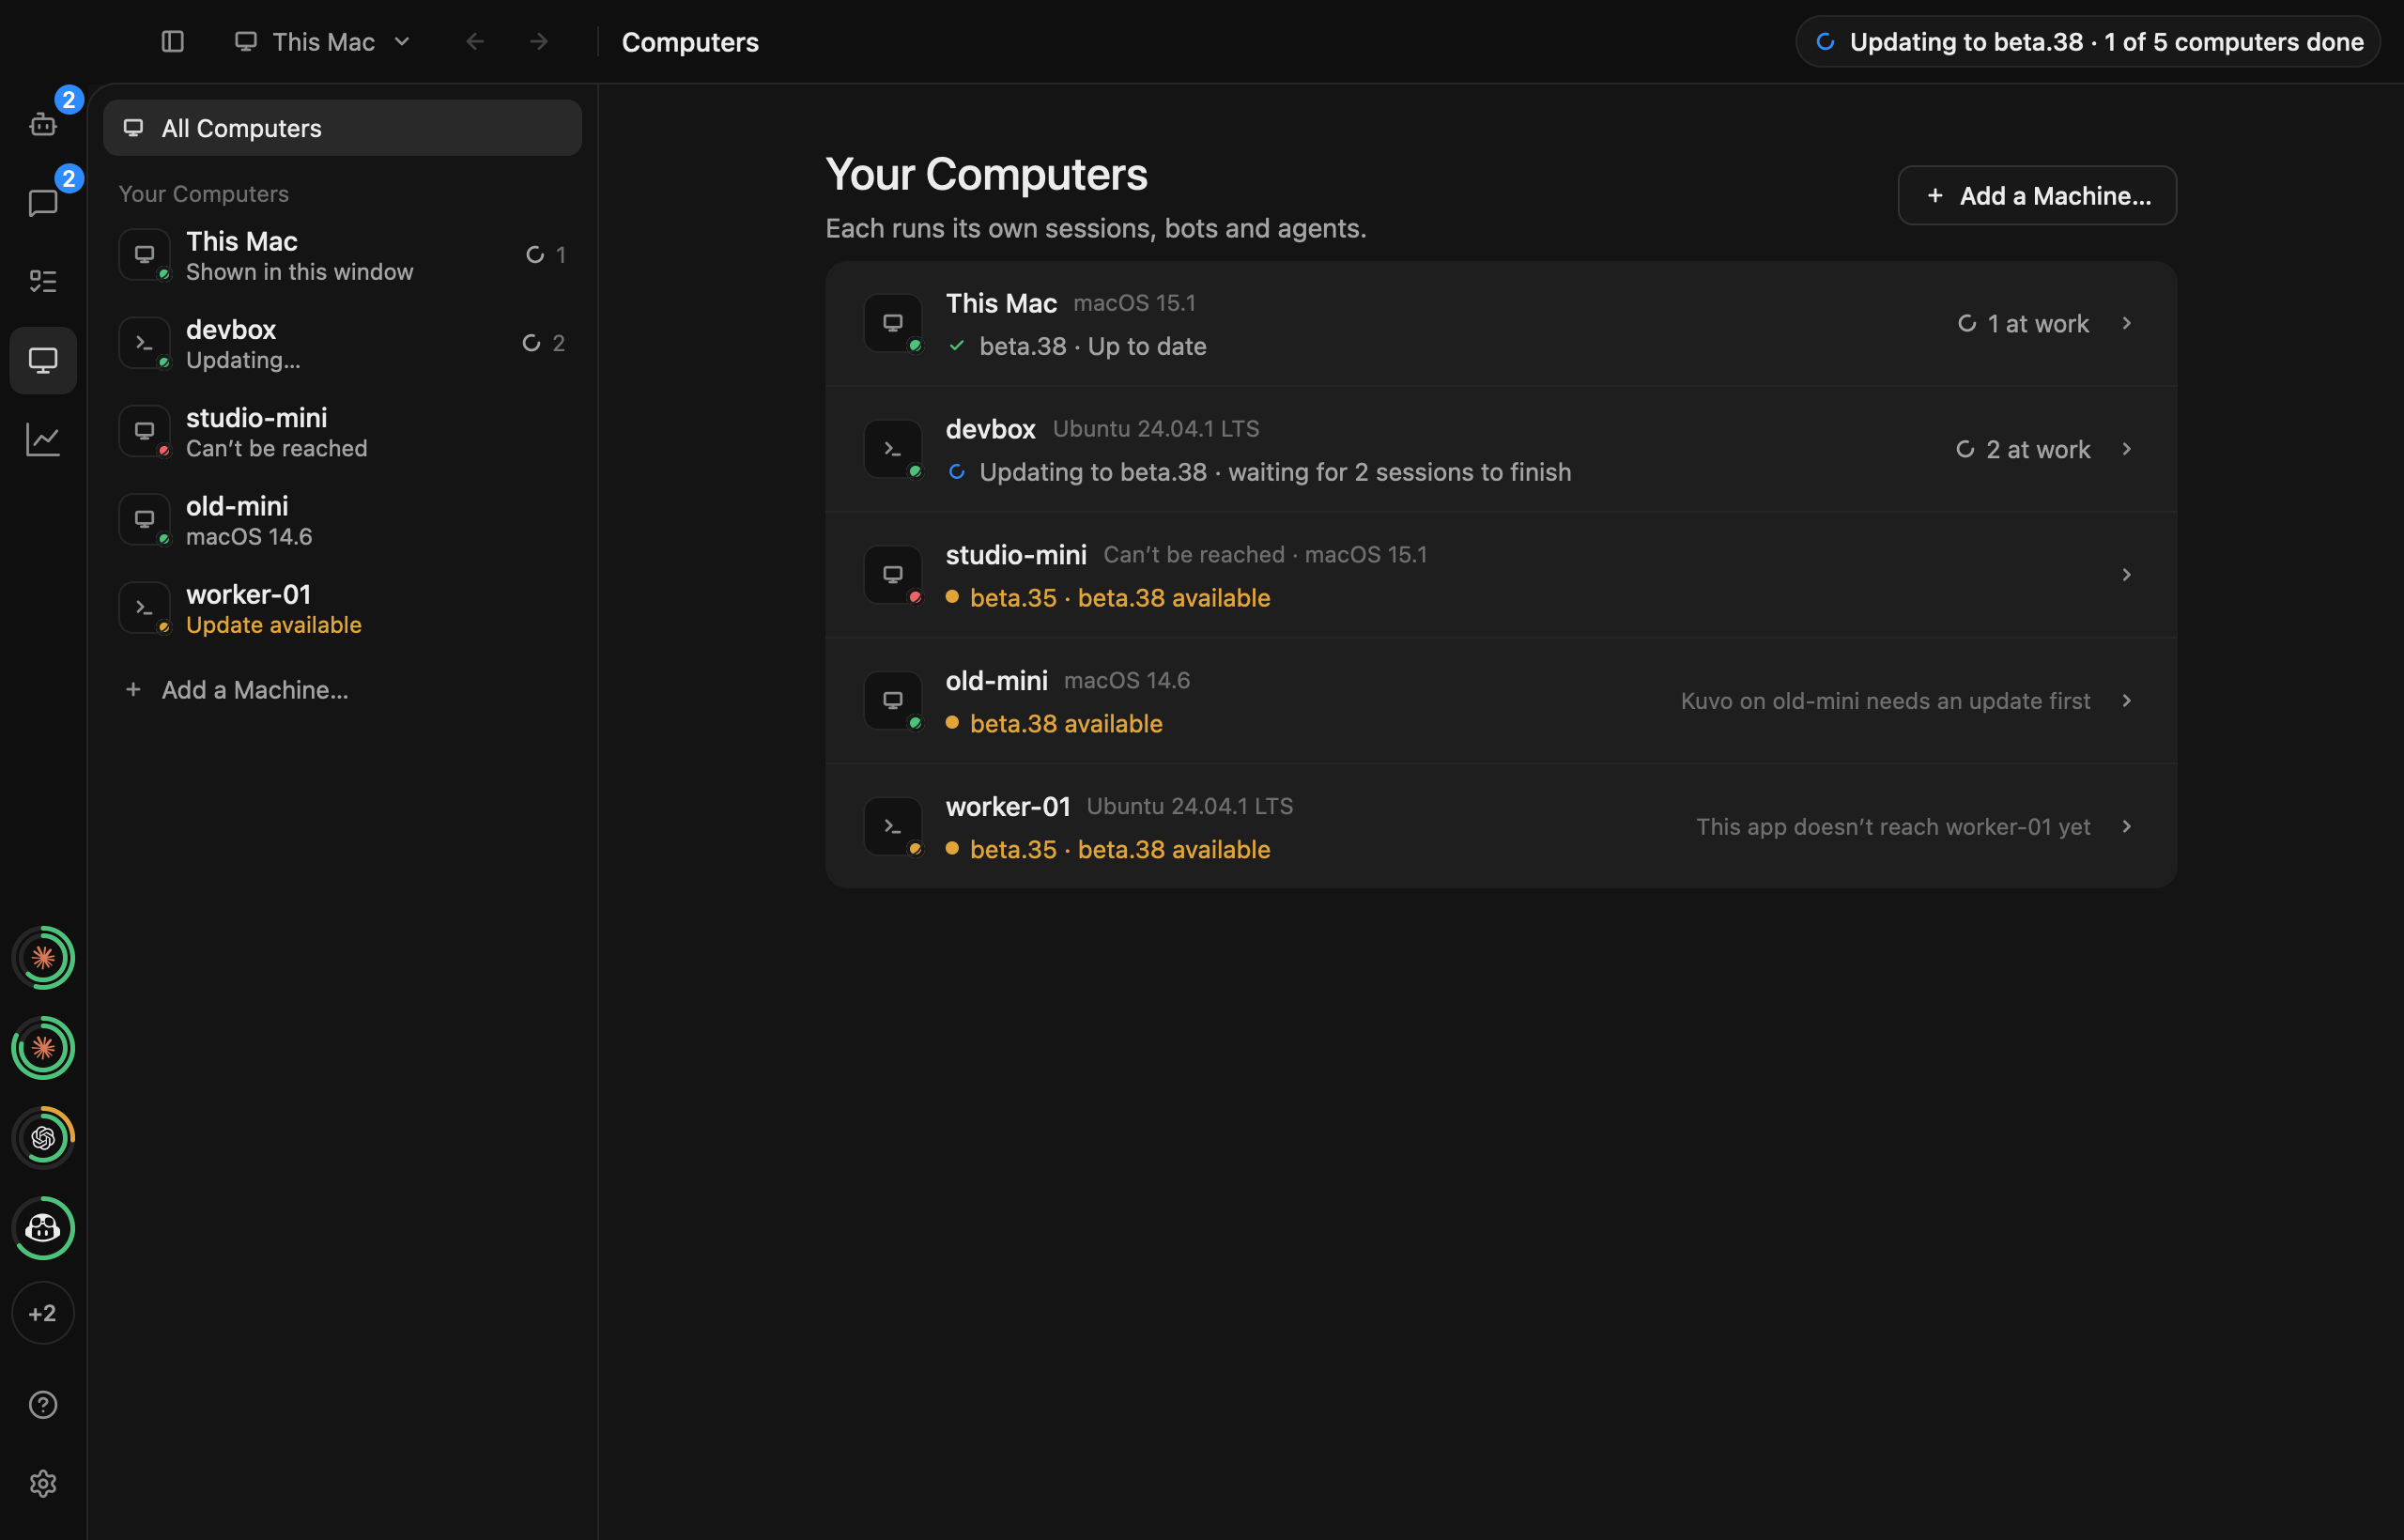 This Mac
Computers
Updating to beta.38 · 1 of 5 computers done
2
2
All Computers
Your Computers
This Mac
Shown in this window
1
devbox
Updating...
2
studio-mini
Can’t be reached
old-mini
macOS 14.6
worker-01
Update available
+ Add a Machine...
Your Computers
Each runs its own sessions, bots and agents.
+ Add a Machine...
This Mac macOS 15.1
beta.38 · Up to date
1 at work
devbox Ubuntu 24.04.1 LTS
Updating to beta.38 · waiting for 2 sessions to finish
2 at work
studio-mini Can’t be reached · macOS 15.1
beta.35 · beta.38 available
old-mini macOS 14.6
beta.38 available
Kuvo on old-mini needs an update first
worker-01 Ubuntu 24.04.1 LTS
beta.35 · beta.38 available
This app doesn’t reach worker-01 yet
+2